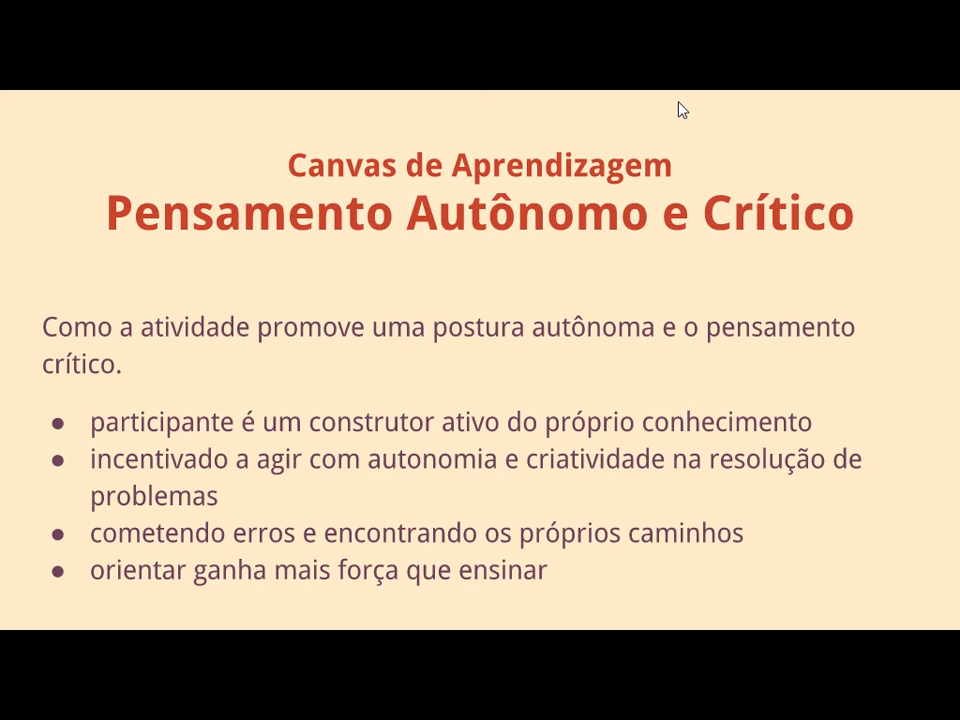 Canvas de Aprendizagem
Pensamento Autônomo e Crítico
Como a atividade promove uma postura autônoma e o pensamento
crítico.
● participante é um construtor ativo do próprio conhecimento
● incentivado a agir com autonomia e criatividade na resolução de
problemas
● cometendo erros e encontrando os próprios caminhos
● orientar ganha mais força que ensinar